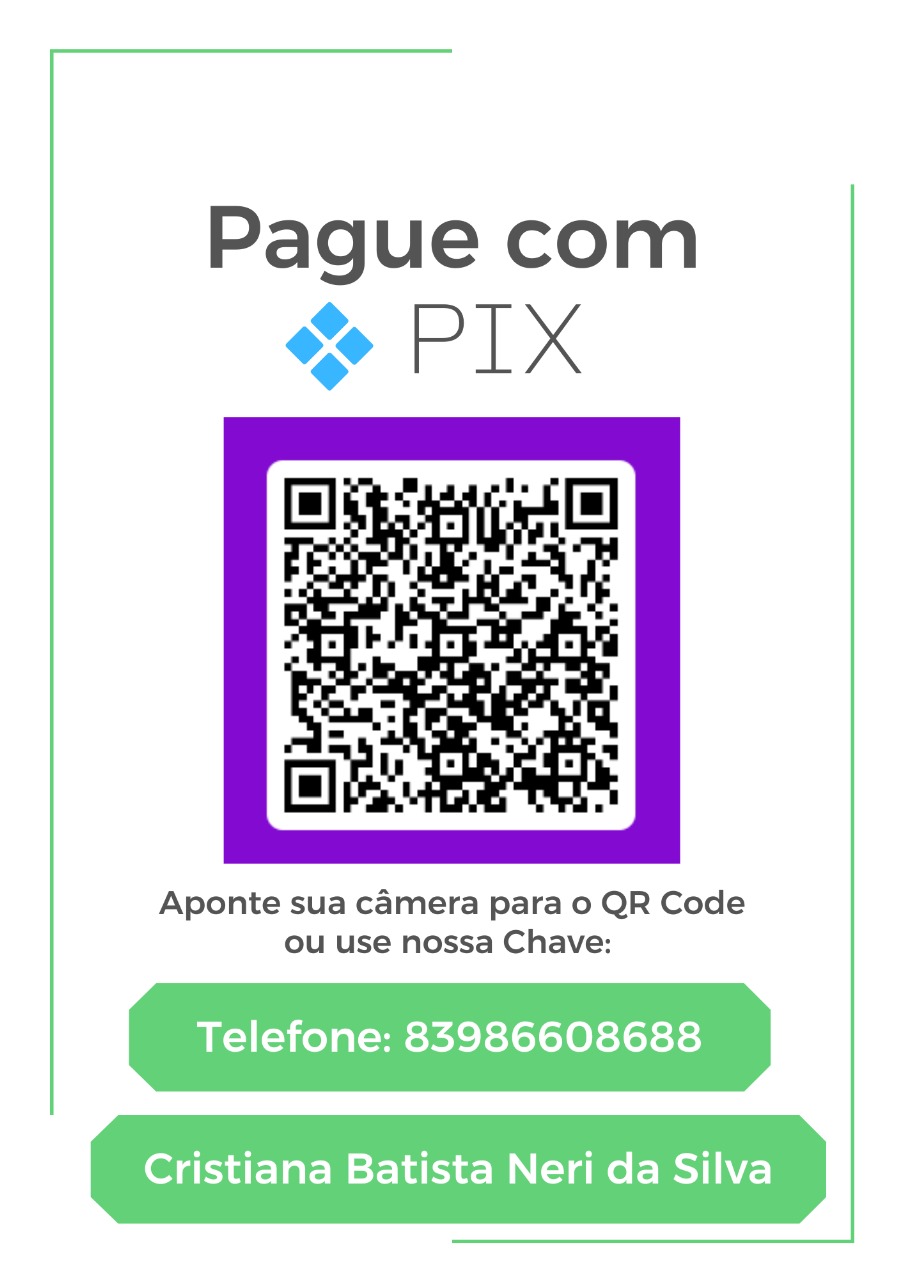 Pague com
PIX
Aponte sua câmera para o QR Code
ou use nossa Chave:
Telefone: 83986608688
Cristiana Batista Neri da Silva